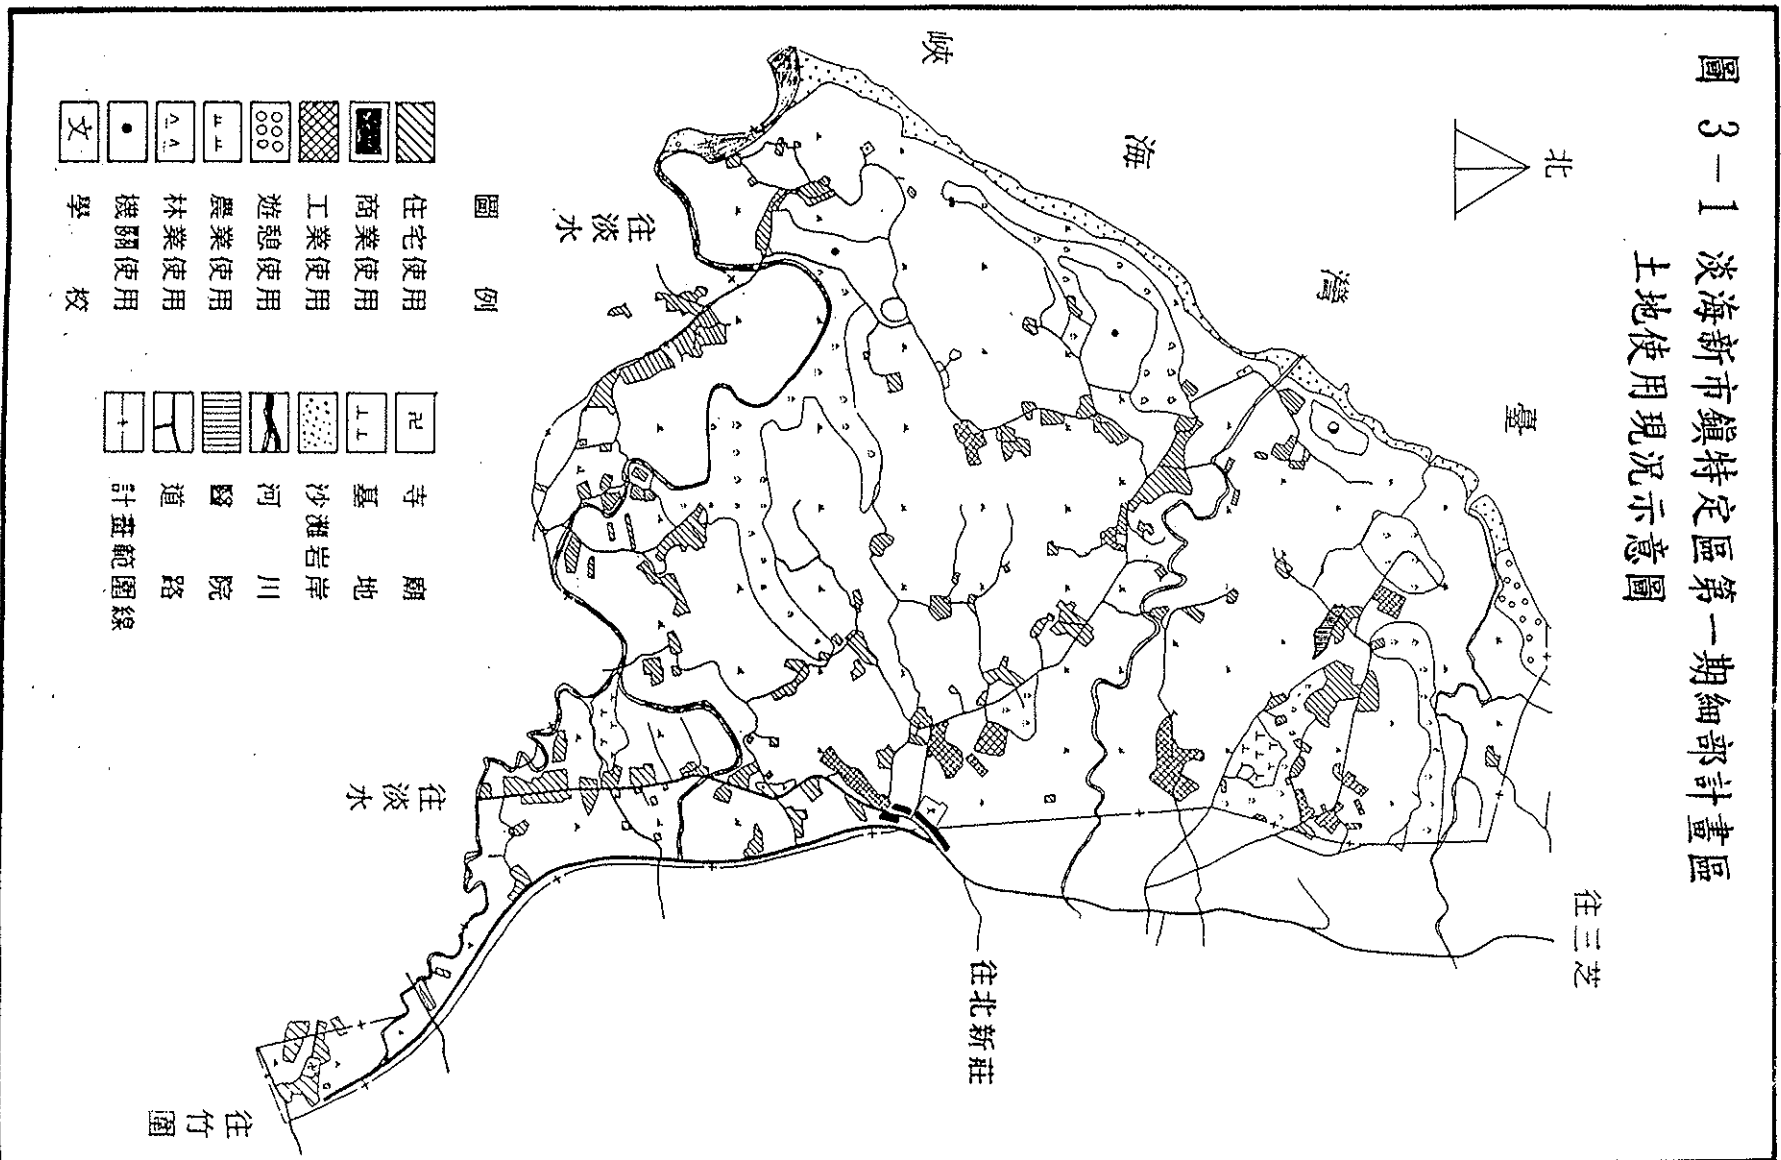 圖 3－1 淡海新市鎮特定區第一期細部計畫區
土地使用現況示意圖
北
臺
灣
海
峽
往三芝
往北新莊
往淡水
往淡水
往竹圍
圖例
住宅使用
商業使用
工業使用
遊憩使用
農業使用
林業使用
機關使用
文 學校
卍 寺廟
墓地
沙灘岩岸
河川
醫院
道路
計畫範圍線